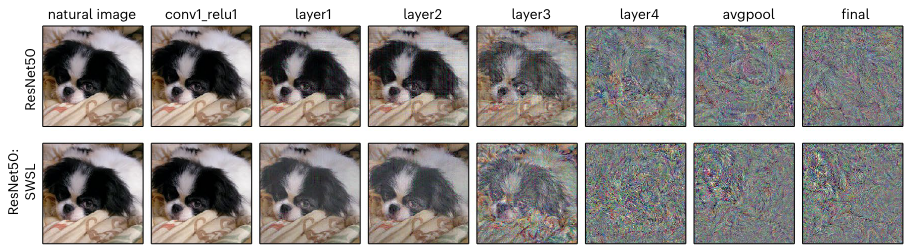 natural image conv1_relu1 layer1 layer2 layer3 layer4 avgpool final
ResNet50
ResNet50:
SWSL